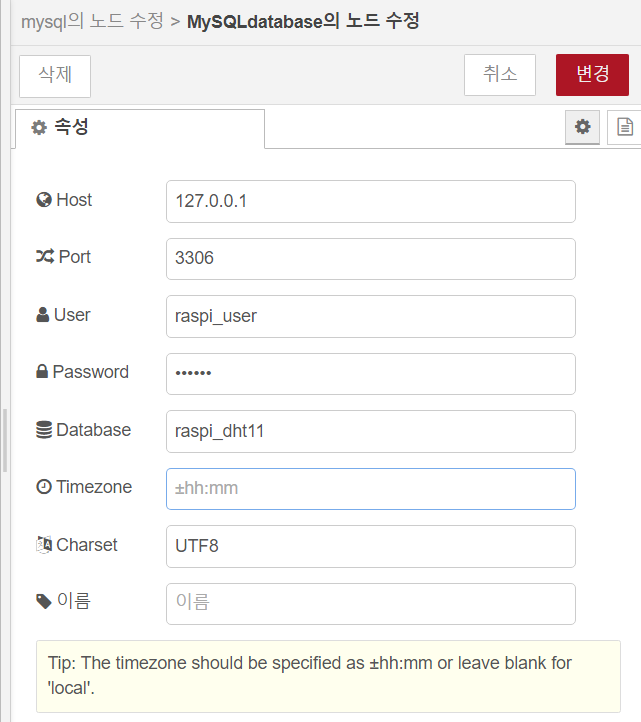 mysql의 노드 수정 > MySQLdatabase의 노드 수정
삭제 취소 변경
속성
Host 127.0.0.1
Port 3306
User raspi_user
Password ••••••
Database raspi_dht11
Timezone ±hh:mm
Charset UTF8
이름 이름
Tip: The timezone should be specified as ±hh:mm or leave blank for
'local'.